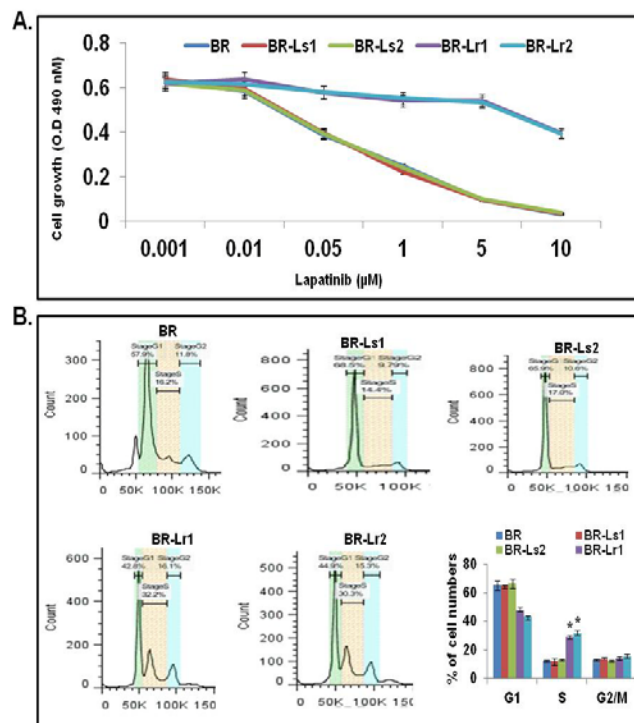 A.
BR BR-Ls1 BR-Ls2 BR-Lr1 BR-Lr2
Cell growth (O.D 490 nM)
0.8
0.6
0.4
0.2
0
0.001 0.01 0.05 1 5 10
Lapatinib (µM)
B.
BR
StageG1 StageG2
57.9% 11.8%
StageS
16.2%
Count
300
200
100
0
0 50K 100K 150K
BR-Ls1
StageG1 StageG2
68.5% 9.79%
StageS
14.4%
Count
800
600
400
200
0
0 50K 100K
BR-Ls2
StageG1 StageG2
65.9% 10.6%
StageS
17.0%
Count
800
600
400
200
0
0 50K 100K 150K
BR-Lr1
StageG1 StageG2
42.8% 16.1%
StageS
32.2%
Count
600
400
200
0
0 50K 100K 150K
BR-Lr2
StageG1 StageG2
44.9% 15.3%
StageS
30.3%
Count
500
400
300
200
100
0
0 50K 100K 150K
BR BR-Ls1
BR-Ls2 BR-Lr1
% of cell numbers
80
60
40
20
0
* *
G1 S G2/M